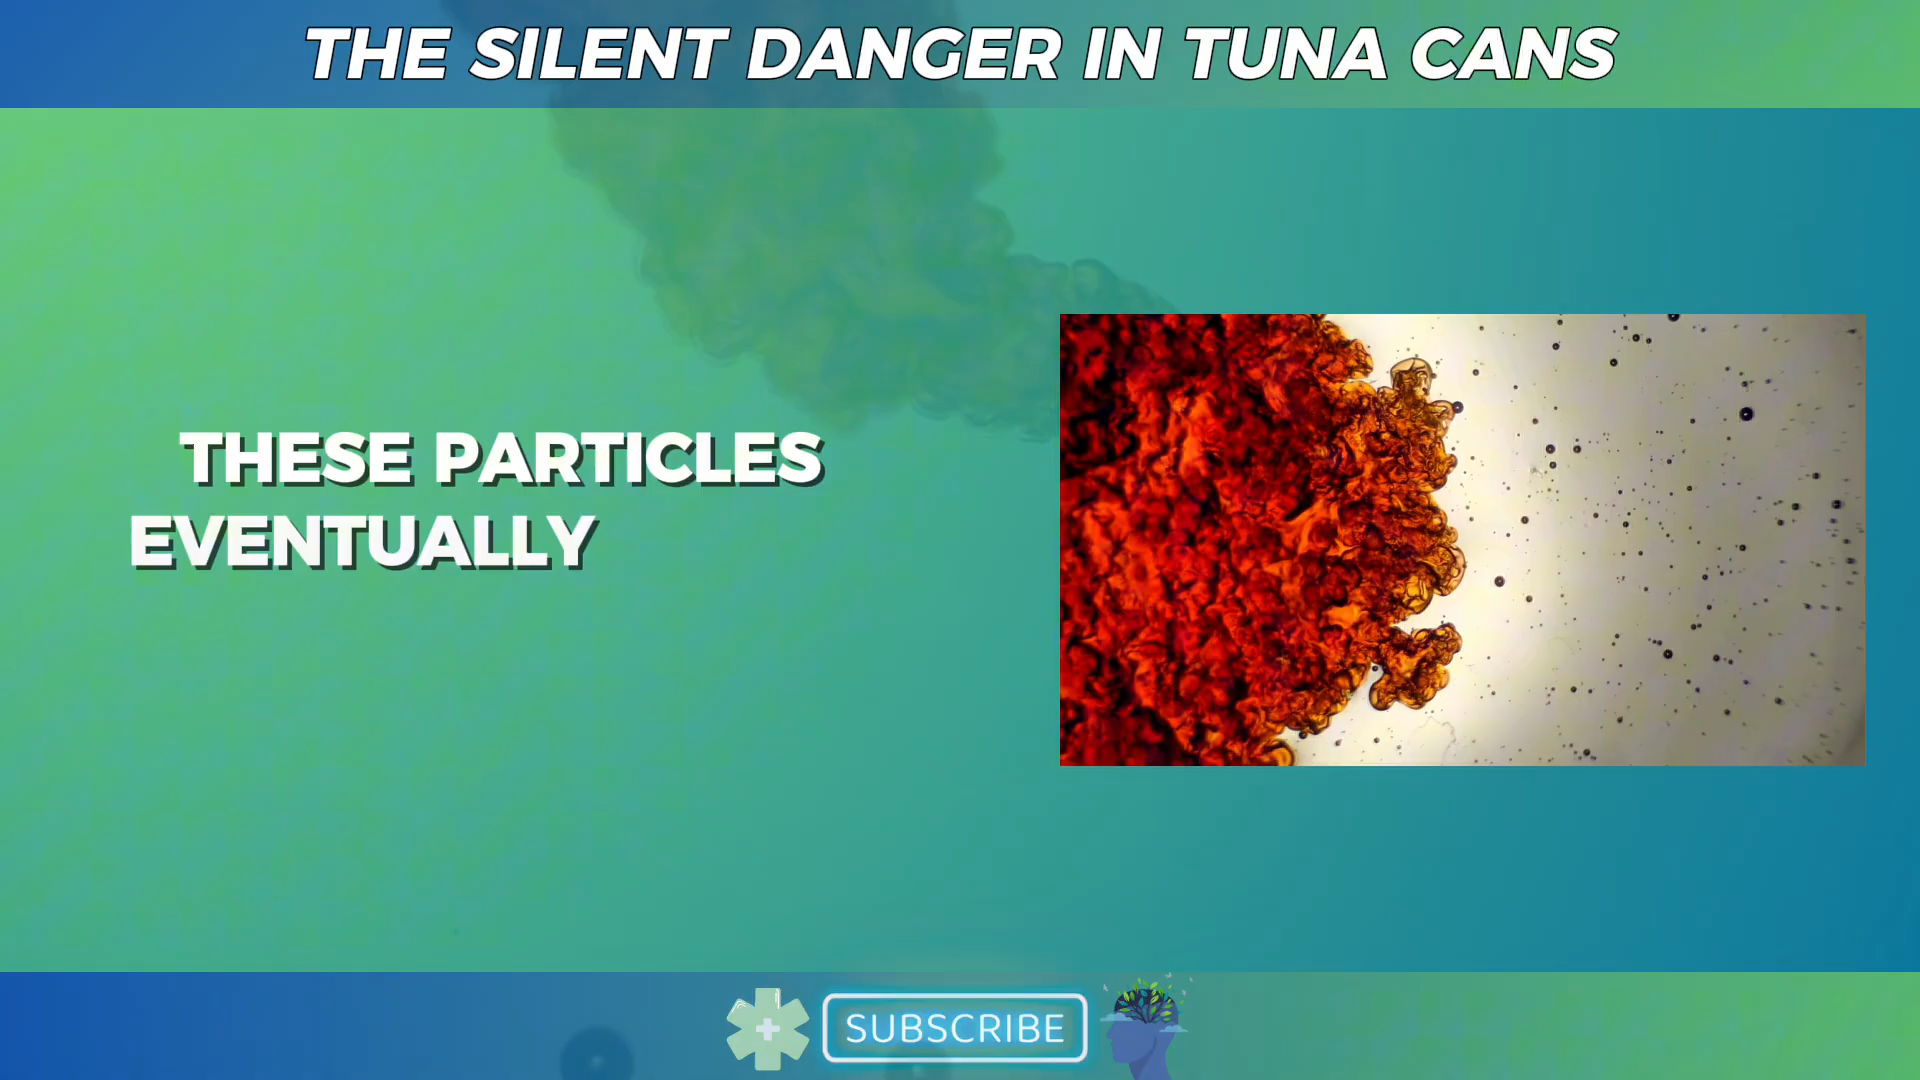 THE SILENT DANGER IN TUNA CANS
THESE PARTICLES
EVENTUALLY
SUBSCRIBE